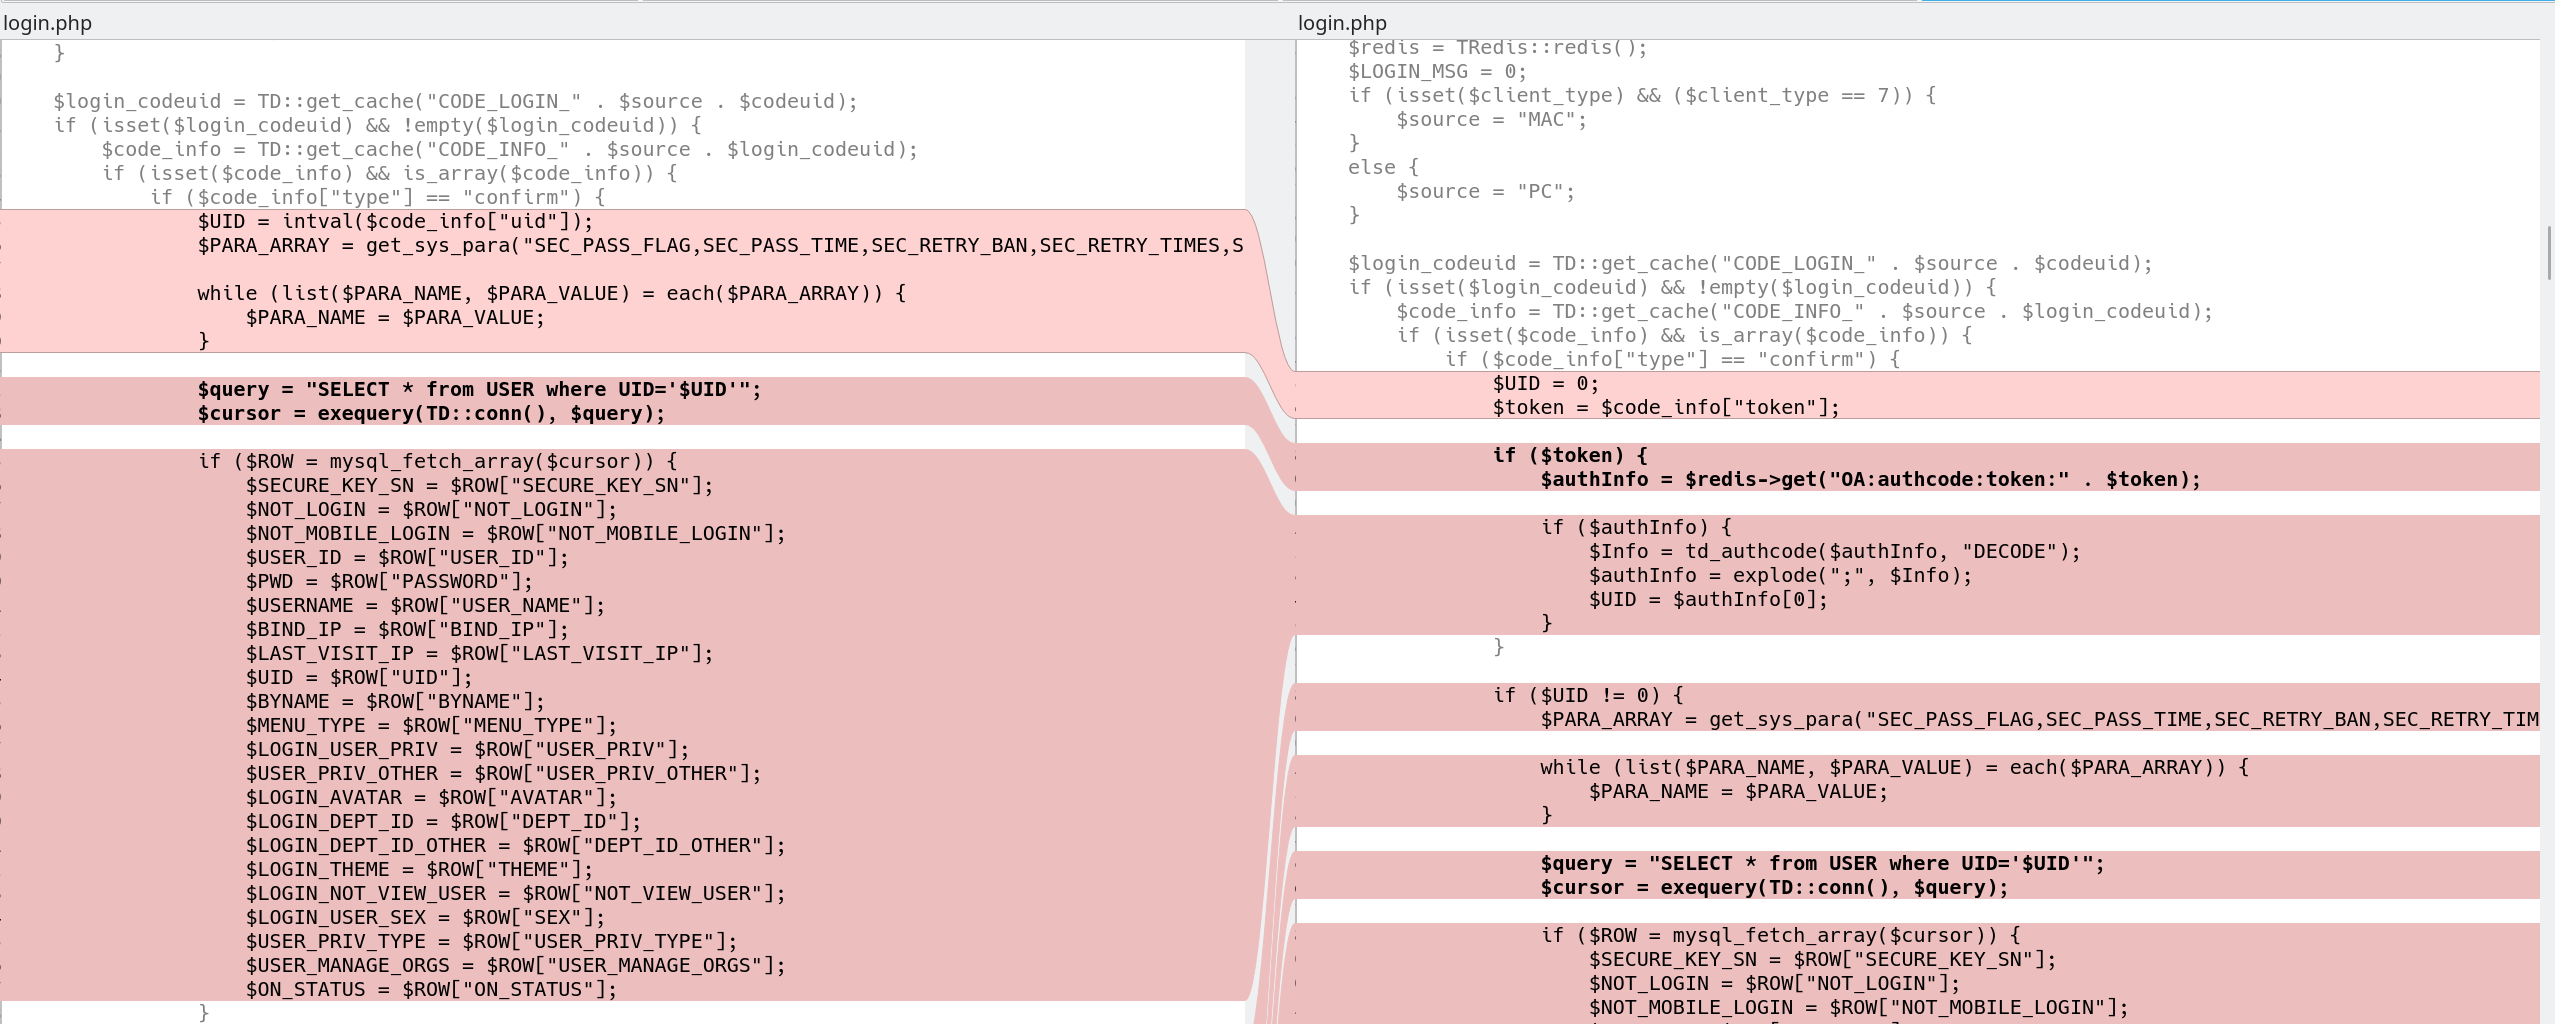 login.php
    }

    $login_codeuid = TD::get_cache("CODE_LOGIN_" . $source . $codeuid);
    if (isset($login_codeuid) && !empty($login_codeuid)) {
        $code_info = TD::get_cache("CODE_INFO_" . $source . $login_codeuid);
        if (isset($code_info) && is_array($code_info)) {
            if ($code_info["type"] == "confirm") {
                $UID = intval($code_info["uid"]);
                $PARA_ARRAY = get_sys_para("SEC_PASS_FLAG,SEC_PASS_TIME,SEC_RETRY_BAN,SEC_RETRY_TIMES,S

                while (list($PARA_NAME, $PARA_VALUE) = each($PARA_ARRAY)) {
                    $PARA_NAME = $PARA_VALUE;
                }

                $query = "SELECT * from USER where UID='$UID'";
                $cursor = exequery(TD::conn(), $query);

                if ($ROW = mysql_fetch_array($cursor)) {
                    $SECURE_KEY_SN = $ROW["SECURE_KEY_SN"];
                    $NOT_LOGIN = $ROW["NOT_LOGIN"];
                    $NOT_MOBILE_LOGIN = $ROW["NOT_MOBILE_LOGIN"];
                    $USER_ID = $ROW["USER_ID"];
                    $PWD = $ROW["PASSWORD"];
                    $USERNAME = $ROW["USER_NAME"];
                    $BIND_IP = $ROW["BIND_IP"];
                    $LAST_VISIT_IP = $ROW["LAST_VISIT_IP"];
                    $UID = $ROW["UID"];
                    $BYNAME = $ROW["BYNAME"];
                    $MENU_TYPE = $ROW["MENU_TYPE"];
                    $LOGIN_USER_PRIV = $ROW["USER_PRIV"];
                    $USER_PRIV_OTHER = $ROW["USER_PRIV_OTHER"];
                    $LOGIN_AVATAR = $ROW["AVATAR"];
                    $LOGIN_DEPT_ID = $ROW["DEPT_ID"];
                    $LOGIN_DEPT_ID_OTHER = $ROW["DEPT_ID_OTHER"];
                    $LOGIN_THEME = $ROW["THEME"];
                    $LOGIN_NOT_VIEW_USER = $ROW["NOT_VIEW_USER"];
                    $LOGIN_USER_SEX = $ROW["SEX"];
                    $USER_PRIV_TYPE = $ROW["USER_PRIV_TYPE"];
                    $USER_MANAGE_ORGS = $ROW["USER_MANAGE_ORGS"];
                    $ON_STATUS = $ROW["ON_STATUS"];
                }
login.php
    $redis = TRedis::redis();
    $LOGIN_MSG = 0;
    if (isset($client_type) && ($client_type == 7)) {
        $source = "MAC";
    }
    else {
        $source = "PC";
    }

    $login_codeuid = TD::get_cache("CODE_LOGIN_" . $source . $codeuid);
    if (isset($login_codeuid) && !empty($login_codeuid)) {
        $code_info = TD::get_cache("CODE_INFO_" . $source . $login_codeuid);
        if (isset($code_info) && is_array($code_info)) {
            if ($code_info["type"] == "confirm") {
                $UID = 0;
                $token = $code_info["token"];

                if ($token) {
                    $authInfo = $redis->get("OA:authcode:token:" . $token);

                    if ($authInfo) {
                        $Info = td_authcode($authInfo, "DECODE");
                        $authInfo = explode(";", $Info);
                        $UID = $authInfo[0];
                    }
                }

                if ($UID != 0) {
                    $PARA_ARRAY = get_sys_para("SEC_PASS_FLAG,SEC_PASS_TIME,SEC_RETRY_BAN,SEC_RETRY_TIM

                    while (list($PARA_NAME, $PARA_VALUE) = each($PARA_ARRAY)) {
                        $PARA_NAME = $PARA_VALUE;
                    }

                    $query = "SELECT * from USER where UID='$UID'";
                    $cursor = exequery(TD::conn(), $query);

                    if ($ROW = mysql_fetch_array($cursor)) {
                        $SECURE_KEY_SN = $ROW["SECURE_KEY_SN"];
                        $NOT_LOGIN = $ROW["NOT_LOGIN"];
                        $NOT_MOBILE_LOGIN = $ROW["NOT_MOBILE_LOGIN"];